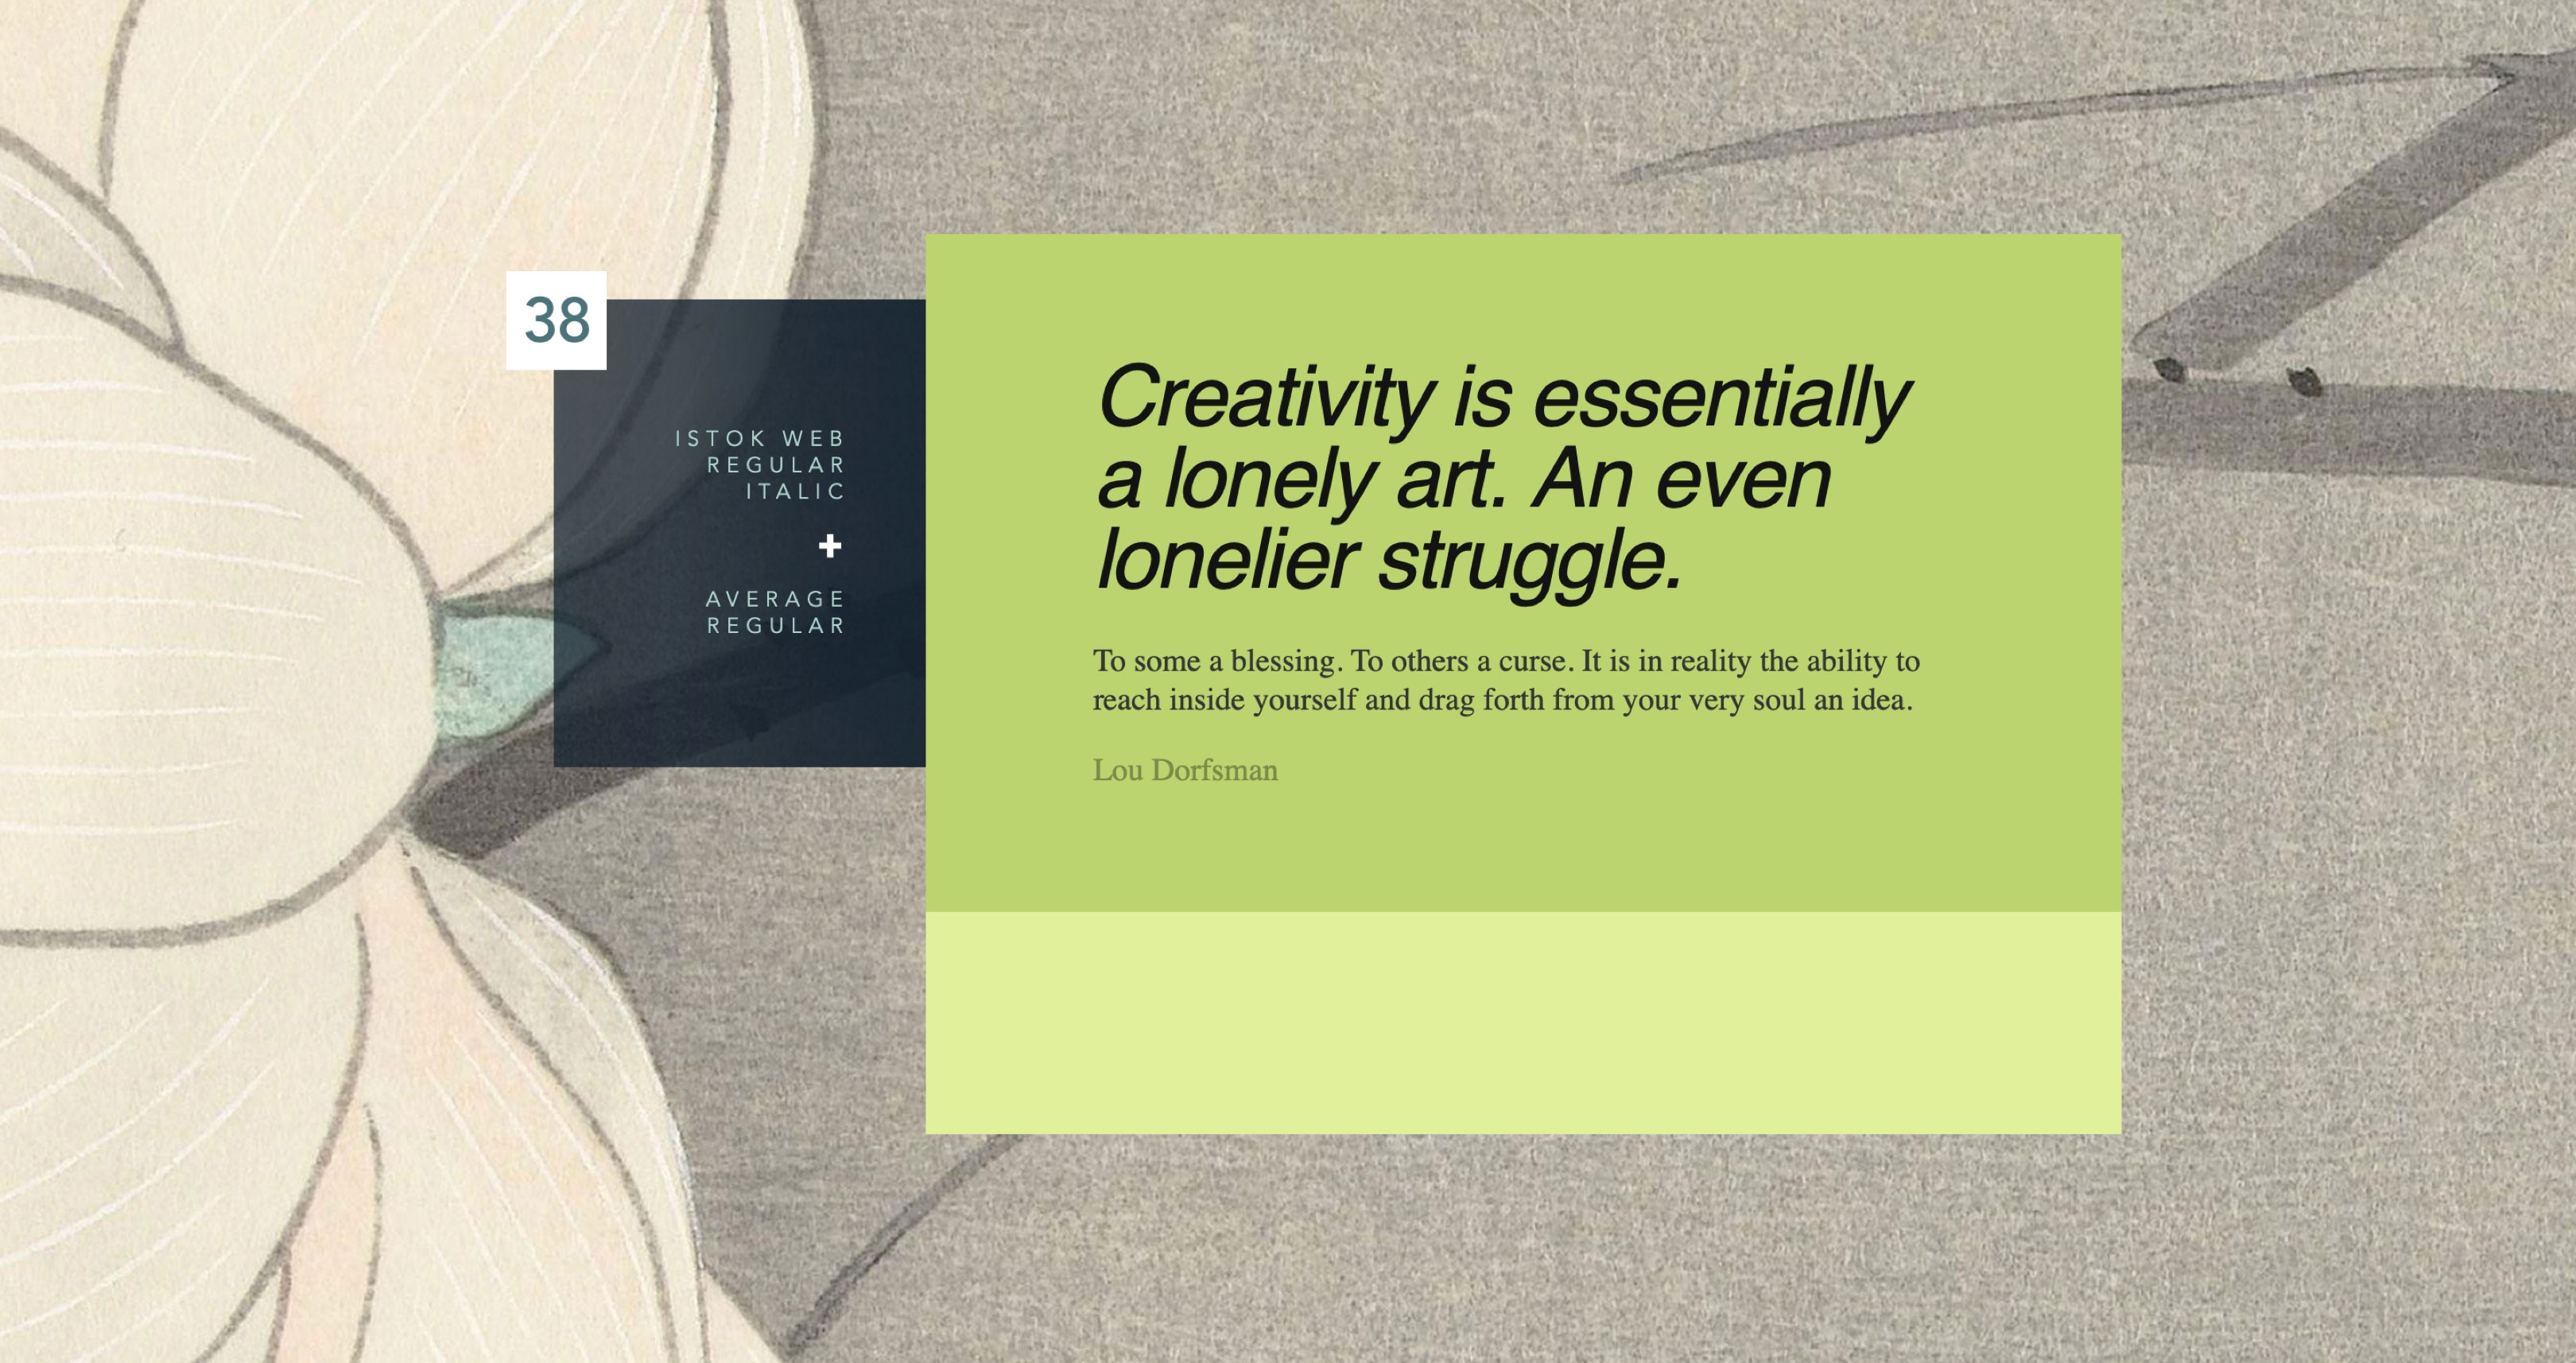 38
ISTOK WEB
REGULAR
ITALIC
+
AVERAGE
REGULAR
Creativity is essentially
a lonely art. An even
lonelier struggle.
To some a blessing. To others a curse. It is in reality the ability to
reach inside yourself and drag forth from your very soul an idea.
Lou Dorfsman